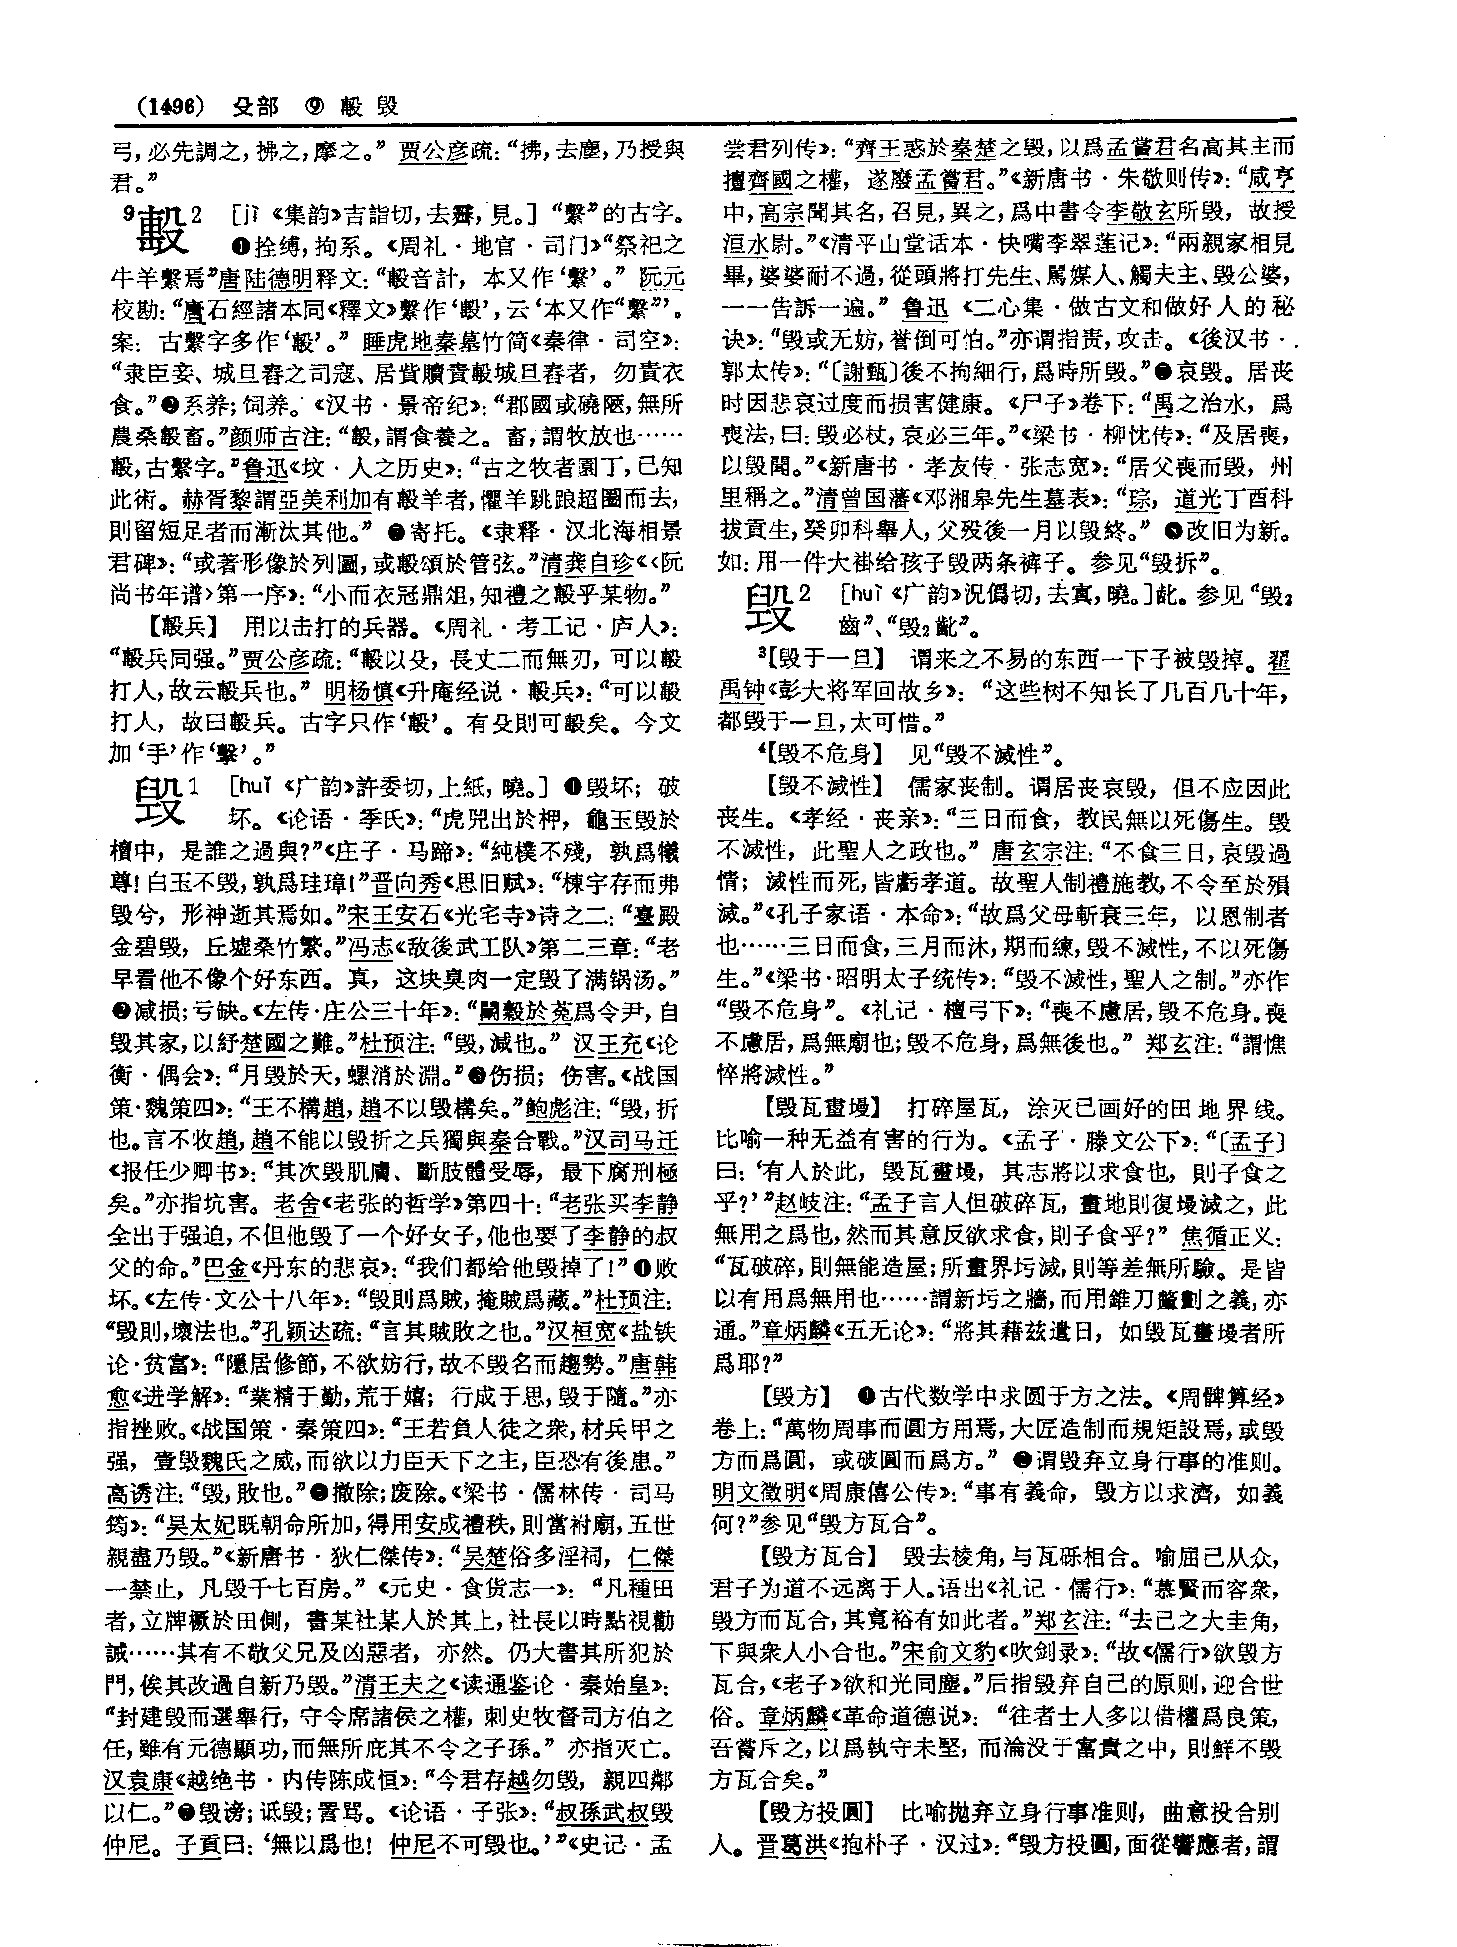 (1496) 殳部 ⑨ 毄 毁
弓，必先調之，拂之，摩之。”賈公彦疏：“拂，去塵，乃授與
君。”
9毄2 [jì《集韵》吉詣切，去霽，見。]“繫”的古字。
❶拴缚，拘系。《周礼·地官·司门》“祭祀之
牛羊繫焉”唐陆德明释文：“毄音計，本又作‘繫’。”阮元
校勘：“唐石經諸本同《釋文》繫作‘毄’，云‘本又作“繫”’。
案：古繫字多作‘毄’。”睡虎地秦墓竹简《秦律·司空》：
“隶臣妾、城旦舂之司寇、居貲贖責毄城旦舂者，勿責衣
食。”❷系养；饲养。《汉书·景帝纪》：“郡國或磽陿，無所
農桑毄畜。”颜师古注：“毄，謂食養之。畜，謂牧放也……
毄，古繫字。”鲁迅《坟·人之历史》：“古之牧者園丁，已知
此術。赫胥黎謂亞美利加有毄羊者，懼羊跳踉超圈而去，
則留短足者而漸汰其他。”❸寄托。《隶释·汉北海相景
君碑》：“或著形像於列圖，或毄頌於管弦。”清龚自珍《〈阮
尚书年谱〉第一序》：“小而衣冠鼎俎，知禮之毄乎某物。”
【毄兵】 用以击打的兵器。《周礼·考工记·庐人》：
“毄兵同强。”贾公彦疏：“毄以殳，長丈二而無刃，可以毄
打人，故云毄兵也。”明杨慎《升庵经说·毄兵》：“可以毄
打人，故曰毄兵。古字只作‘毄’。有殳則可毄矣。今文
加‘手’作‘擊’。”
毁1 [huǐ《广韵》許委切，上紙，曉。]❶毁坏；破
坏。《论语·季氏》：“虎兕出於柙，龜玉毁於
櫝中，是誰之過與？”《庄子·马蹄》：“純樸不殘，孰爲犧
尊！白玉不毁，孰爲珪璋！”晋向秀《思旧赋》：“棟宇存而弗
毁兮，形神逝其焉如。”宋王安石《光宅寺》诗之二：“臺殿
金碧毁，丘墟桑竹繁。”冯志《敌後武工队》第二三章：“老
早看他不像个好东西。真，这块臭肉一定毁了满锅汤。”
❷减损；亏缺。《左传·庄公三十年》：“鬬穀於菟爲令尹，自
毁其家，以紓楚國之難。”杜预注：“毁，減也。”汉王充《论
衡·偶会》：“月毁於天，螺消於淵。”❸伤损；伤害。《战国
策·魏策四》：“王不構趙，趙不以毁構矣。”鲍彪注：“毁，折
也。言不收趙，趙不能以毁折之兵獨與秦合戰。”汉司马迁
《报任少卿书》：“其次毁肌膚、斷肢體受辱，最下腐刑極
矣。”亦指坑害。老舍《老张的哲学》第四十：“老张买李静
全出于强迫，不但他毁了一个好女子，他也要了李静的叔
父的命。”巴金《丹东的悲哀》：“我们都给他毁掉了！”❹败
坏。《左传·文公十八年》：“毁則爲賊，掩賊爲藏。”杜预注：
“毁則，壞法也。”孔颖达疏：“言其賊敗之也。”汉桓宽《盐铁
论·贫富》：“隱居修節，不欲妨行，故不毁名而趨勢。”唐韩
愈《进学解》：“業精于勤，荒于嬉；行成于思，毁于隨。”亦
指挫败。《战国策·秦策四》：“王若負人徒之衆，材兵甲之
强，壹毁魏氏之威，而欲以力臣天下之主，臣恐有後患。”
高诱注：“毁，敗也。”❺撤除；废除。《梁书·儒林传·司马
筠》：“吴太妃既朝命所加，得用安成禮秩，則當祔廟，五世
親盡乃毁。”《新唐书·狄仁傑传》：“吴楚俗多淫祠，仁傑
一禁止，凡毁千七百房。”《元史·食货志一》：“凡種田
者，立牌橛於田側，書某社某人於其上，社長以時點視勸
誡……其有不敬父兄及凶惡者，亦然。仍大書其所犯於
門，俟其改過自新乃毁。”清王夫之《读通鉴论·秦始皇》：
“封建毁而選舉行，守令席諸侯之權，刺史牧督司方伯之
任，雖有元德顯功，而無所庇其不令之子孫。”亦指灭亡。
汉袁康《越绝书·内传陈成恒》：“今君存越勿毁，親四鄰
以仁。”❼毁谤；诋毁；詈骂。《论语·子张》：“叔孫武叔毁
仲尼。子貢曰：‘無以爲也！仲尼不可毁也。’”《史记·孟
尝君列传》：“齊王惑於秦楚之毁，以爲孟嘗君名高其主而
擅齊國之權，遂廢孟嘗君。”《新唐书·朱敬则传》：“咸亨
中，高宗聞其名，召見，異之，爲中書令李敬玄所毁，故授
洹水尉。”《清平山堂话本·快嘴李翠莲记》：“兩親家相見
畢，婆婆耐不過，從頭將打先生、駡媒人、觸夫主、毁公婆，
一一告訴一遍。”鲁迅《二心集·做古文和做好人的秘
诀》：“毁或无妨，誉倒可怕。”亦谓指责，攻击。《後汉书·
郭太传》：“〔謝甄〕後不拘細行，爲時所毁。”❽哀毁。居丧
时因悲哀过度而损害健康。《尸子》卷下：“禹之治水，爲
喪法，曰：毁必杖，哀必三年。”《梁书·柳忱传》：“及居喪，
以毁聞。”《新唐书·孝友传·张志宽》：“居父喪而毁，州
里稱之。”清曾国藩《邓湘皋先生墓表》：“琮，道光丁酉科
拔貢生，癸卯科舉人，父殁後一月以毁終。”❾改旧为新。
如：用一件大褂给孩子毁两条裤子。参见“毁拆”。
毁2 [huì《广韵》況僞切，去寘，曉。]龀。参见“毁₂
齒”、“毁₂齔”。
3【毁于一旦】 谓来之不易的东西一下子被毁掉。翟
禹钟《彭大将军回故乡》：“这些树不知长了几百几十年，
都毁于一旦，太可惜。”
4【毁不危身】 见“毁不滅性”。
【毁不滅性】 儒家丧制。谓居丧哀毁，但不应因此
丧生。《孝经·丧亲》：“三日而食，教民無以死傷生。毁
不滅性，此聖人之政也。”唐玄宗注：“不食三日，哀毁過
情；滅性而死，皆虧孝道。故聖人制禮施教，不令至於殞
滅。”《孔子家语·本命》：“故爲父母斬衰三年，以恩制者
也……三日而食，三月而沐，期而練，毁不滅性，不以死傷
生。”《梁书·昭明太子统传》：“毁不滅性，聖人之制。”亦作
“毁不危身”。《礼记·檀弓下》：“喪不慮居，毁不危身。喪
不慮居，爲無廟也；毁不危身，爲無後也。”郑玄注：“謂憔
悴將滅性。”
【毁瓦畫墁】 打碎屋瓦，涂灭已画好的田地界线。
比喻一种无益有害的行为。《孟子·滕文公下》：“〔孟子〕
曰：‘有人於此，毁瓦畫墁，其志將以求食也，則子食之
乎？’”赵岐注：“孟子言人但破碎瓦，畫地則復墁滅之，此
無用之爲也，然而其意反欲求食，則子食乎？”焦循正义：
“瓦破碎，則無能造屋；所畫界圬滅，則等差無所驗。是皆
以有用爲無用也……謂新圬之牆，而用錐刀釐劃之義，亦
通。”章炳麟《五无论》：“將其藉兹遣日，如毁瓦畫墁者所
爲耶？”
【毁方】 ❶古代数学中求圆于方之法。《周髀算经》
卷上：“萬物周事而圓方用焉，大匠造制而規矩設焉，或毁
方而爲圓，或破圓而爲方。”❷谓毁弃立身行事的准则。
明文徵明《周康僖公传》：“事有義命，毁方以求濟，如義
何？”参见“毁方瓦合”。
【毁方瓦合】 毁去棱角，与瓦砾相合。喻屈己从众，
君子为道不远离于人。语出《礼记·儒行》：“慕賢而容衆，
毁方而瓦合，其寬裕有如此者。”郑玄注：“去己之大圭角，
下與衆人小合也。”宋俞文豹《吹剑录》：“故《儒行》欲毁方
瓦合，《老子》欲和光同塵。”后指毁弃自己的原则，迎合世
俗。章炳麟《革命道德说》：“往者士人多以借權爲良策，
吾嘗斥之，以爲執守未堅，而淪没于富貴之中，則鮮不毁
方瓦合矣。”
【毁方投圓】 比喻抛弃立身行事准则，曲意投合别
人。晋葛洪《抱朴子·汉过》：“毁方投圓，面從響應者，謂